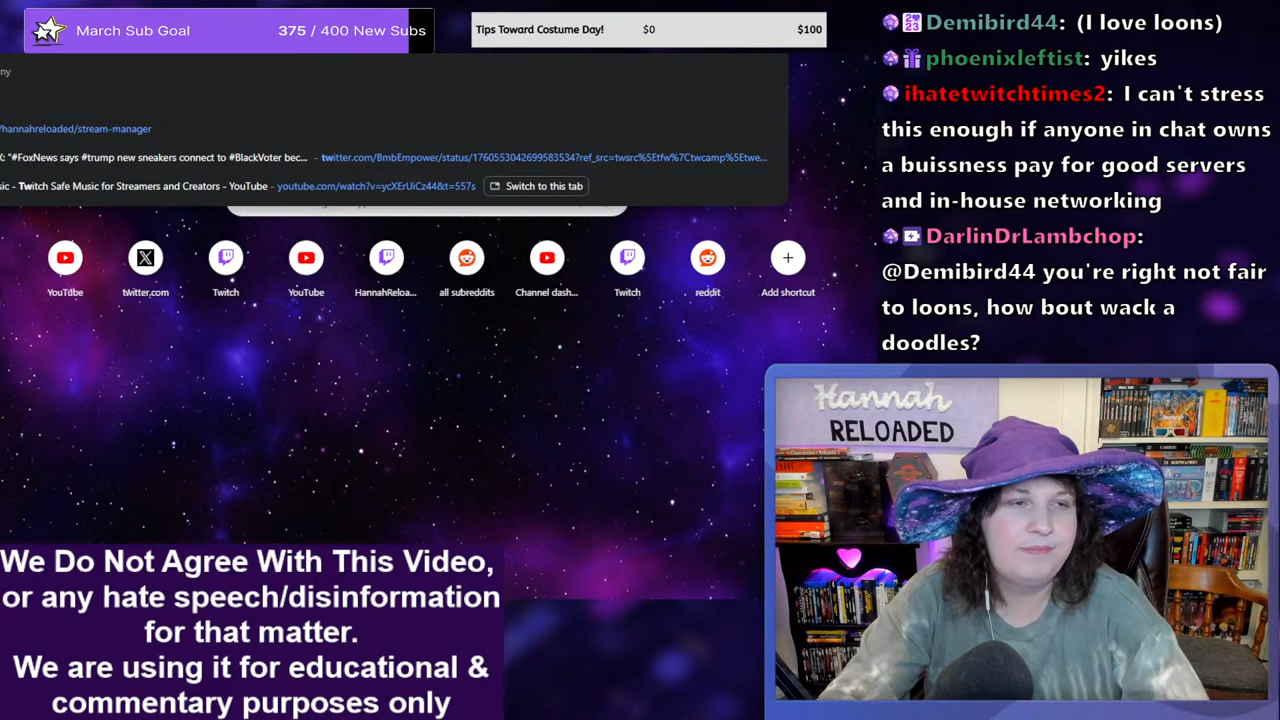 March Sub Goal
375 / 400 New Subs
Tips Toward Costume Day!
$0
$100
ny
/hannahreloaded/stream-manager
: "#FoxNews says #trump new sneakers connect to #BlackVoter bec... - twitter.com/BmbEmpower/status/1760553042699583534?ref_src=twsrc%5Etfw%7Ctwcamp%5Etwe...
sic - Twitch Safe Music for Streamers and Creators - YouTube - youtube.com/watch?v=ycXErUiCz44&t=557s
Switch to this tab
YouTube
twitter.com
Twitch
YouTube
HannahReloa...
all subreddits
Channel dash...
Twitch
reddit
Add shortcut
We Do Not Agree With This Video,
or any hate speech/disinformation
for that matter.
We are using it for educational &
commentary purposes only
Demibird44: (I love loons)
phoenixleftist: yikes
ihatetwitchtimes2: I can't stress
this enough if anyone in chat owns
a buissness pay for good servers
and in-house networking
DarlinDrLambchop:
@Demibird44 you're right not fair
to loons, how bout wack a
doodles?
Hannah
RELOADED